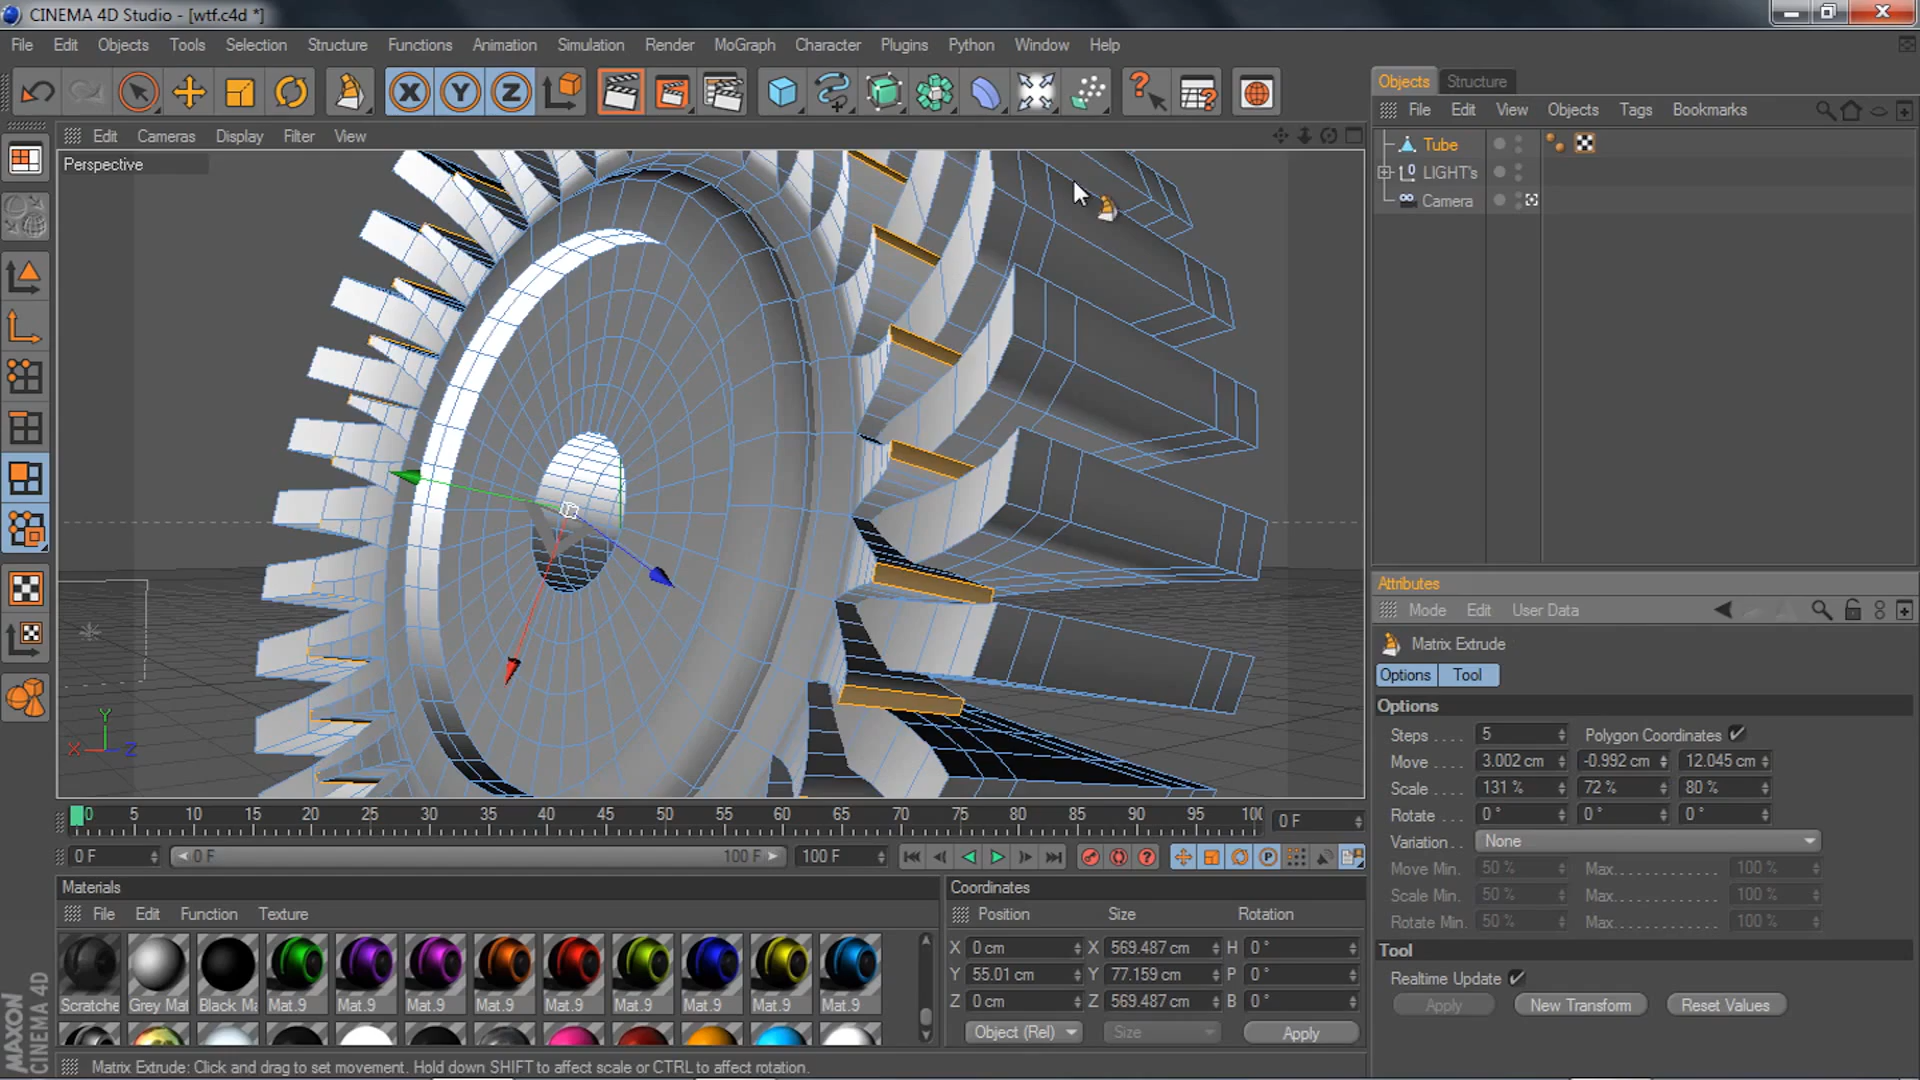 CINEMA 4D Studio - [wtf.c4d *]
File Edit Objects Tools Selection Structure Functions Animation Simulation Render MoGraph Character Plugins Python Window Help
X Y Z
Edit Cameras Display Filter View
Perspective
Y
X Z
Objects Structure
File Edit View Objects Tags Bookmarks
Tube
LIGHT's
Camera
Attributes
Mode Edit User Data
Matrix Extrude
Options Tool
Options
Steps . . . . 5 Polygon Coordinates
Move . . . . 3.002 cm -0.992 cm 12.045 cm
Scale . . . . 131 % 72 % 80 %
Rotate . . . 0 ° 0 ° 0 °
Variation . . None
Move Min. 50 % Max. 100 %
Scale Min. 50 % Max. 100 %
Rotate Min. 50 % Max. 100 %
Tool
Realtime Update
Apply New Transform Reset Values
0 5 10 15 20 25 30 35 40 45 50 55 60 65 70 75 80 85 90 95 10 0 F
0 F 0 F 100 F 100 F
Materials
File Edit Function Texture
Scratche Grey Mat Black Ma Mat.9 Mat.9 Mat.9 Mat.9 Mat.9 Mat.9 Mat.9 Mat.9 Mat.9
Coordinates
Position Size Rotation
X 0 cm X 569.487 cm H 0 °
Y 55.01 cm Y 77.159 cm P 0 °
Z 0 cm Z 569.487 cm B 0 °
Object (Rel) Size Apply
MAXON
CINEMA 4D
Matrix Extrude: Click and drag to set movement. Hold down SHIFT to affect scale or CTRL to affect rotation.